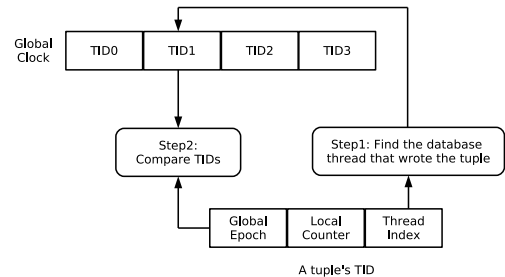 Global
Clock
TID0
TID1
TID2
TID3
Step2:
Compare TIDs
Step1: Find the database
thread that wrote the tuple
Global
Epoch
Local
Counter
Thread
Index
A tuple's TID